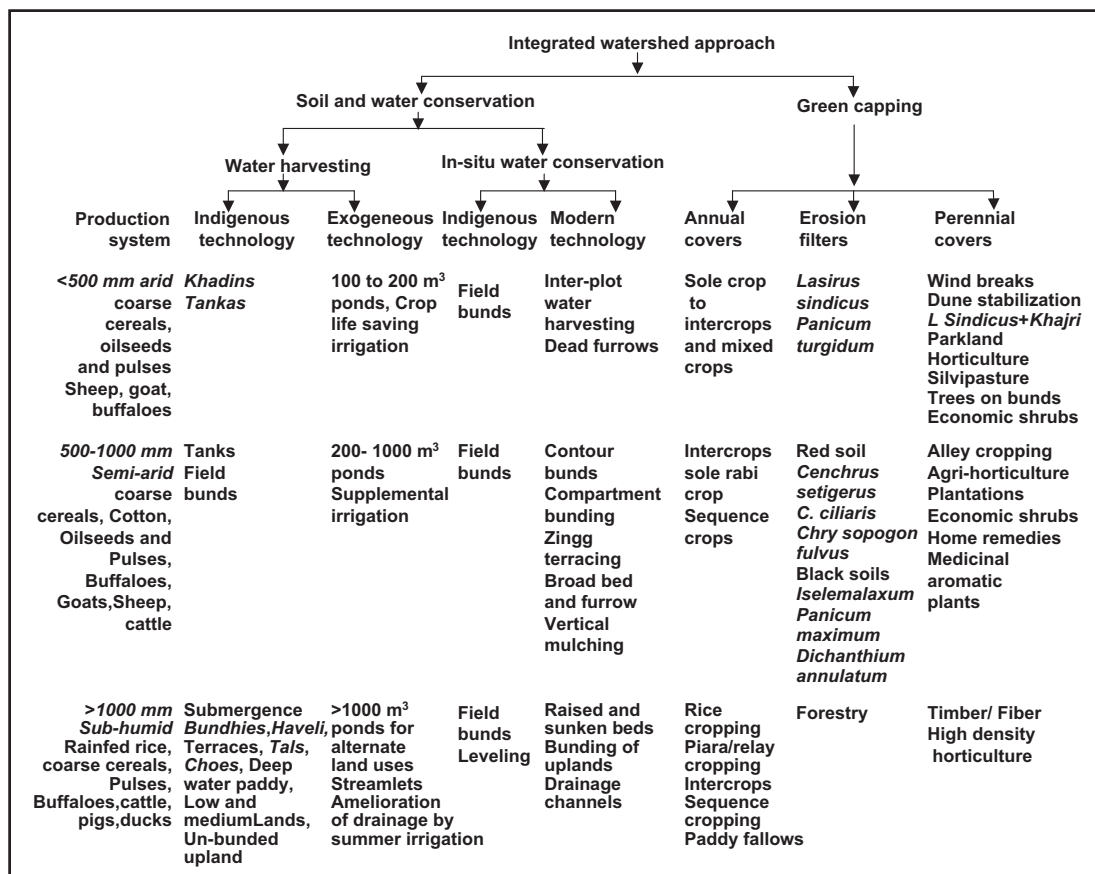 Integrated watershed approach
Soil and water conservation
Green capping
Water harvesting
In-situ water conservation
Production system
Indigenous technology
Exogeneous technology
Indigenous technology
Modern technology
Annual covers
Erosion filters
Perennial covers
<500 mm arid
coarse
cereals,
oilseeds
and pulses
Sheep, goat,
buffaloes
Khadins
Tankas
100 to 200 m³
ponds, Crop
life saving
irrigation
Field
bunds
Inter-plot
water
harvesting
Dead furrows
Sole crop
to
intercrops
and mixed
crops
Lasirus
sindicus
Panicum
turgidum
Wind breaks
Dune stabilization
L Sindicus+Khajri
Parkland
Horticulture
Silvipasture
Trees on bunds
Economic shrubs
500-1000 mm
Semi-arid
coarse
cereals, Cotton,
Oilseeds and
Pulses,
Buffaloes,
Goats,Sheep,
cattle
Tanks
Field
bunds
200- 1000 m³
ponds
Supplemental
irrigation
Field
bunds
Contour
bunds
Compartment
bunding
Zingg
terracing
Broad bed
and furrow
Vertical
mulching
Intercrops
sole rabi
crop
Sequence
crops
Red soil
Cenchrus
setigerus
C. ciliaris
Chry sopogon
fulvus
Black soils
Iselemalaxum
Panicum
maximum
Dichanthium
annulatum
Alley cropping
Agri-horticulture
Plantations
Economic shrubs
Home remedies
Medicinal
aromatic
plants
>1000 mm
Sub-humid
Rainfed rice,
coarse cereals,
Pulses,
Buffaloes,cattle,
pigs,ducks
Submergence
Bundhies,Haveli,
Terraces, Tals,
Choes, Deep
water paddy,
Low and
mediumLands,
Un-bunded
upland
>1000 m³
ponds for
alternate
land uses
Streamlets
Amelioration
of drainage by
summer irrigation
Field
bunds
Leveling
Raised and
sunken beds
Bunding of
uplands
Drainage
channels
Rice
cropping
Piara/relay
cropping
Intercrops
Sequence
cropping
Paddy fallows
Forestry
Timber/ Fiber
High density
horticulture